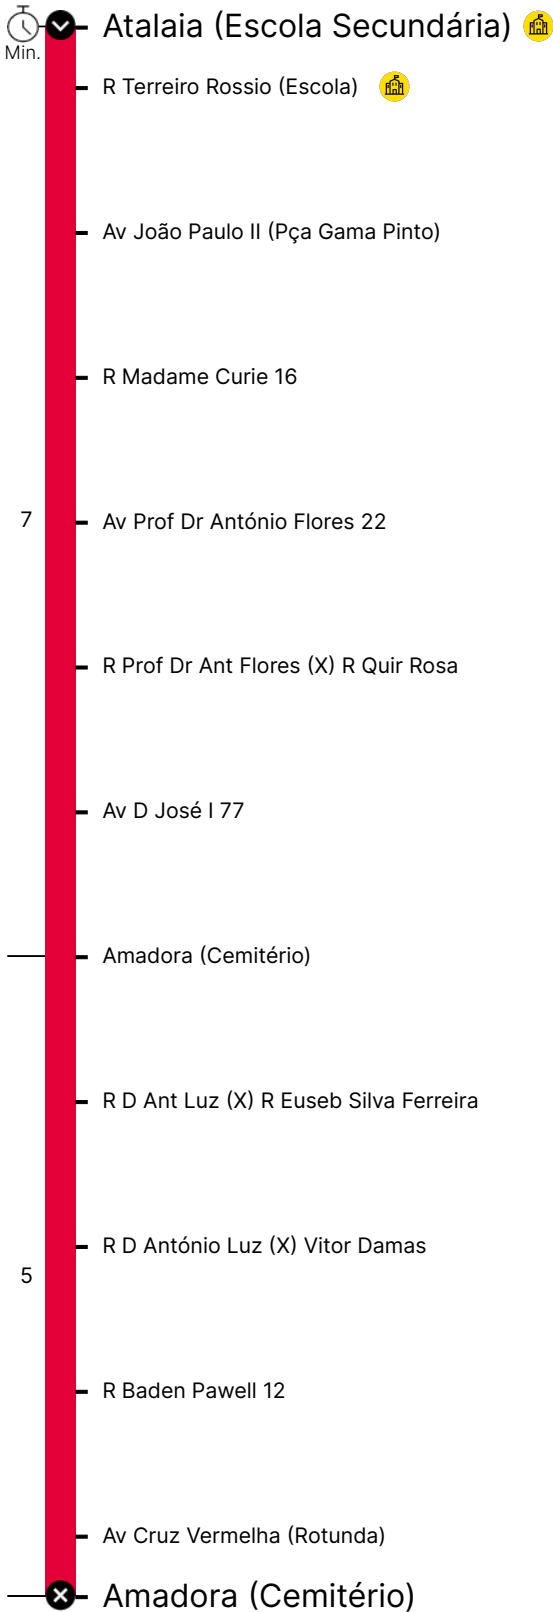 Atalaia (Escola Secundária)
Min.
R Terreiro Rossio (Escola)
Av João Paulo II (Pça Gama Pinto)
R Madame Curie 16
7
Av Prof Dr António Flores 22
R Prof Dr Ant Flores (X) R Quir Rosa
Av D José I 77
Amadora (Cemitério)
R D Ant Luz (X) R Euseb Silva Ferreira
R D António Luz (X) Vitor Damas
5
R Baden Pawell 12
Av Cruz Vermelha (Rotunda)
Amadora (Cemitério)